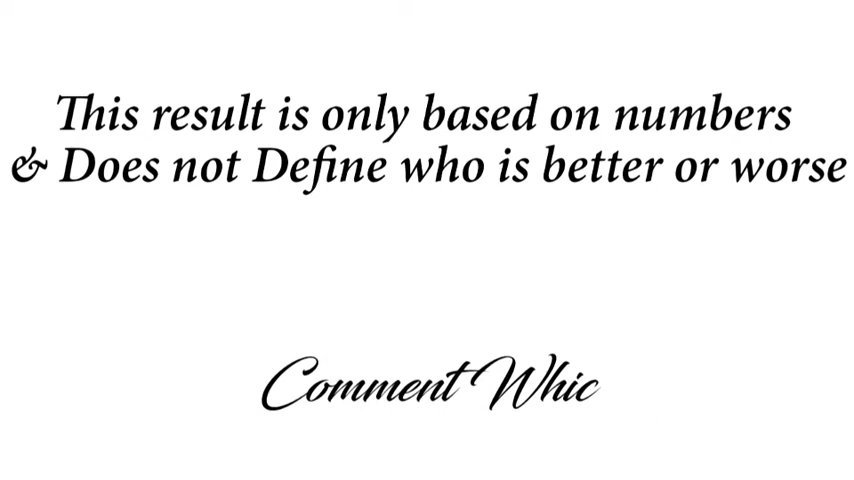 This result is only based on numbers
& Does not Define who is better or worse
Comment Whic